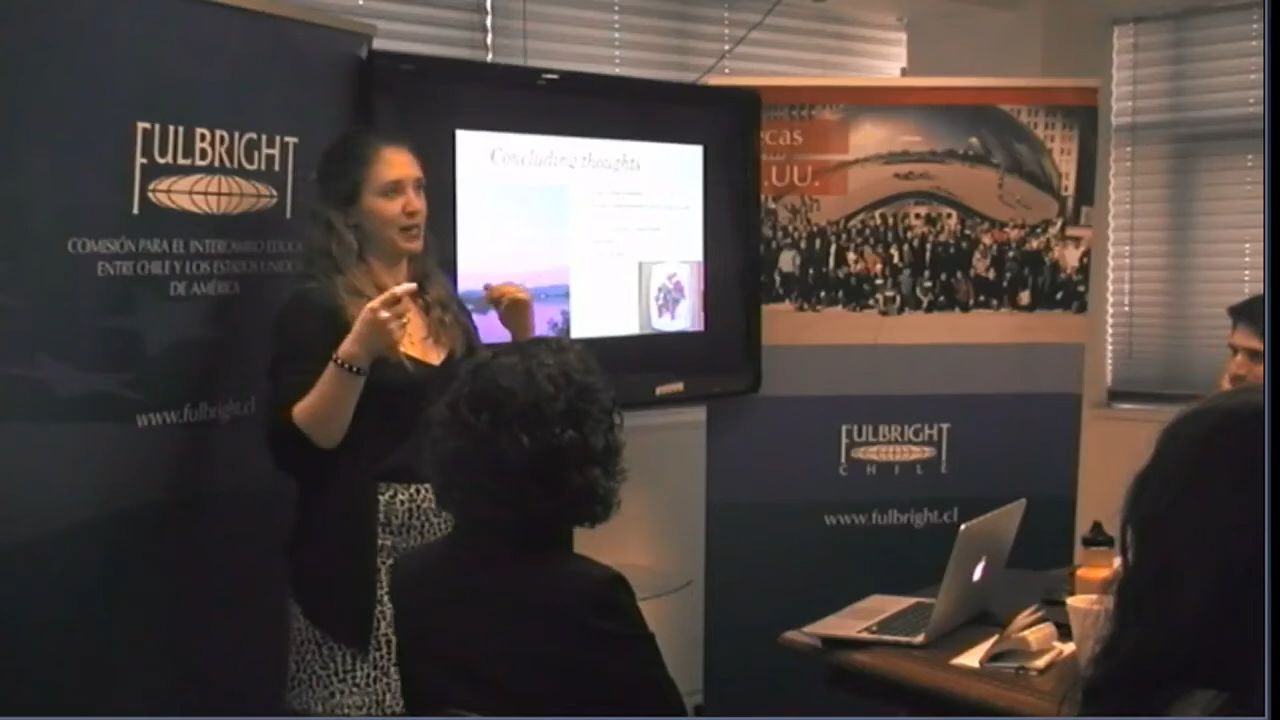 FULBRIGHT
COMISIÓN PARA EL INTERCAMBIO
ENTRE CHILE Y LOS ESTADOS UNIDOS
DE AMÉRICA
www.fulbright.cl
Concluding thoughts
ecas
.UU.
FULBRIGHT
CHILE
www.fulbright.cl